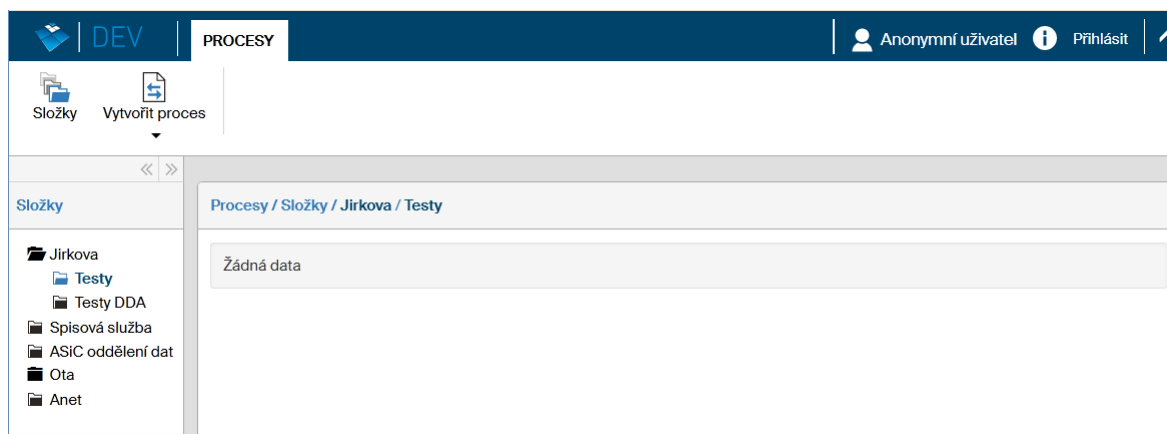 DEV
PROCESY
Anonymní uživatel
Přihlásit
Složky
Vytvořit proces
Složky
Procesy / Složky / Jirkova / Testy
Jirkova
Testy
Testy DDA
Spisová služba
ASiC oddělení dat
Ota
Anet
Žádná data